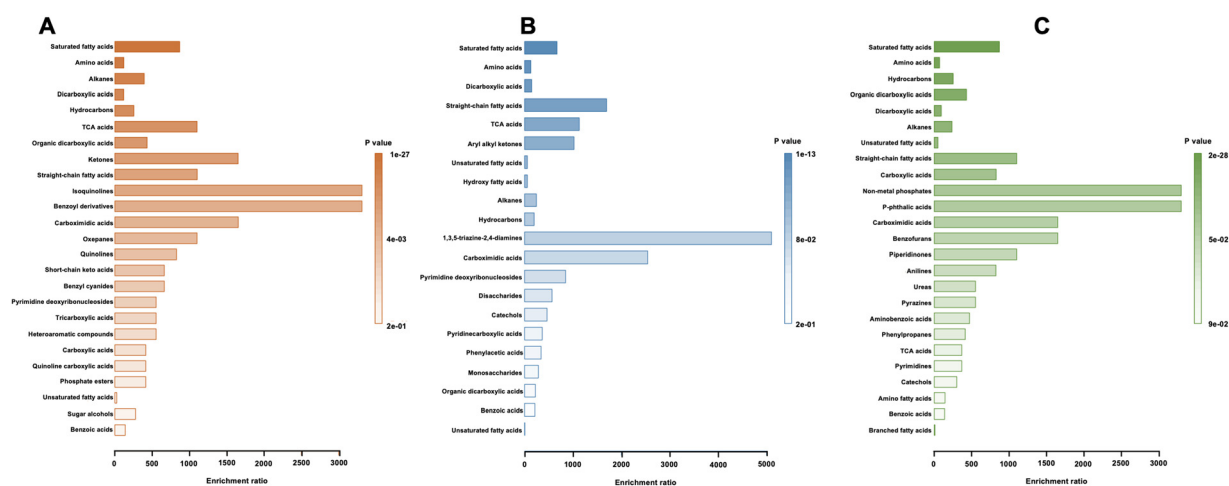 A
Saturated fatty acids
Amino acids
Alkanes
Dicarboxylic acids
Hydrocarbons
TCA acids
Organic dicarboxylic acids
Ketones
Straight-chain fatty acids
Isoquinolines
Benzoyl derivatives
Carboximidic acids
Oxepanes
Quinolines
Short-chain keto acids
Benzyl cyanides
Pyrimidine deoxyribonucleosides
Tricarboxylic acids
Heteroaromatic compounds
Carboxylic acids
Quinoline carboxylic acids
Phosphate esters
Unsaturated fatty acids
Sugar alcohols
Benzoic acids
0 500 1000 1500 2000 2500 3000
Enrichment ratio
P value
1e-27
4e-03
2e-01
B
Saturated fatty acids
Amino acids
Dicarboxylic acids
Straight-chain fatty acids
TCA acids
Aryl alkyl ketones
Unsaturated fatty acids
Hydroxy fatty acids
Alkanes
Hydrocarbons
1,3,5-triazine-2,4-diamines
Carboximidic acids
Pyrimidine deoxyribonucleosides
Disaccharides
Catechols
Pyridinecarboxylic acids
Phenylacetic acids
Monosaccharides
Organic dicarboxylic acids
Benzoic acids
Unsaturated fatty acids
0 1000 2000 3000 4000 5000
Enrichment ratio
P value
1e-13
8e-02
2e-01
C
Saturated fatty acids
Amino acids
Hydrocarbons
Organic dicarboxylic acids
Dicarboxylic acids
Alkanes
Unsaturated fatty acids
Straight-chain fatty acids
Carboxylic acids
Non-metal phosphates
P-phthalic acids
Carboximidic acids
Benzofurans
Piperidinones
Anilines
Ureas
Pyrazines
Aminobenzoic acids
Phenylpropanes
TCA acids
Pyrimidines
Catechols
Amino fatty acids
Benzoic acids
Branched fatty acids
0 500 1000 1500 2000 2500 3000
Enrichment ratio
P value
2e-28
5e-02
9e-02